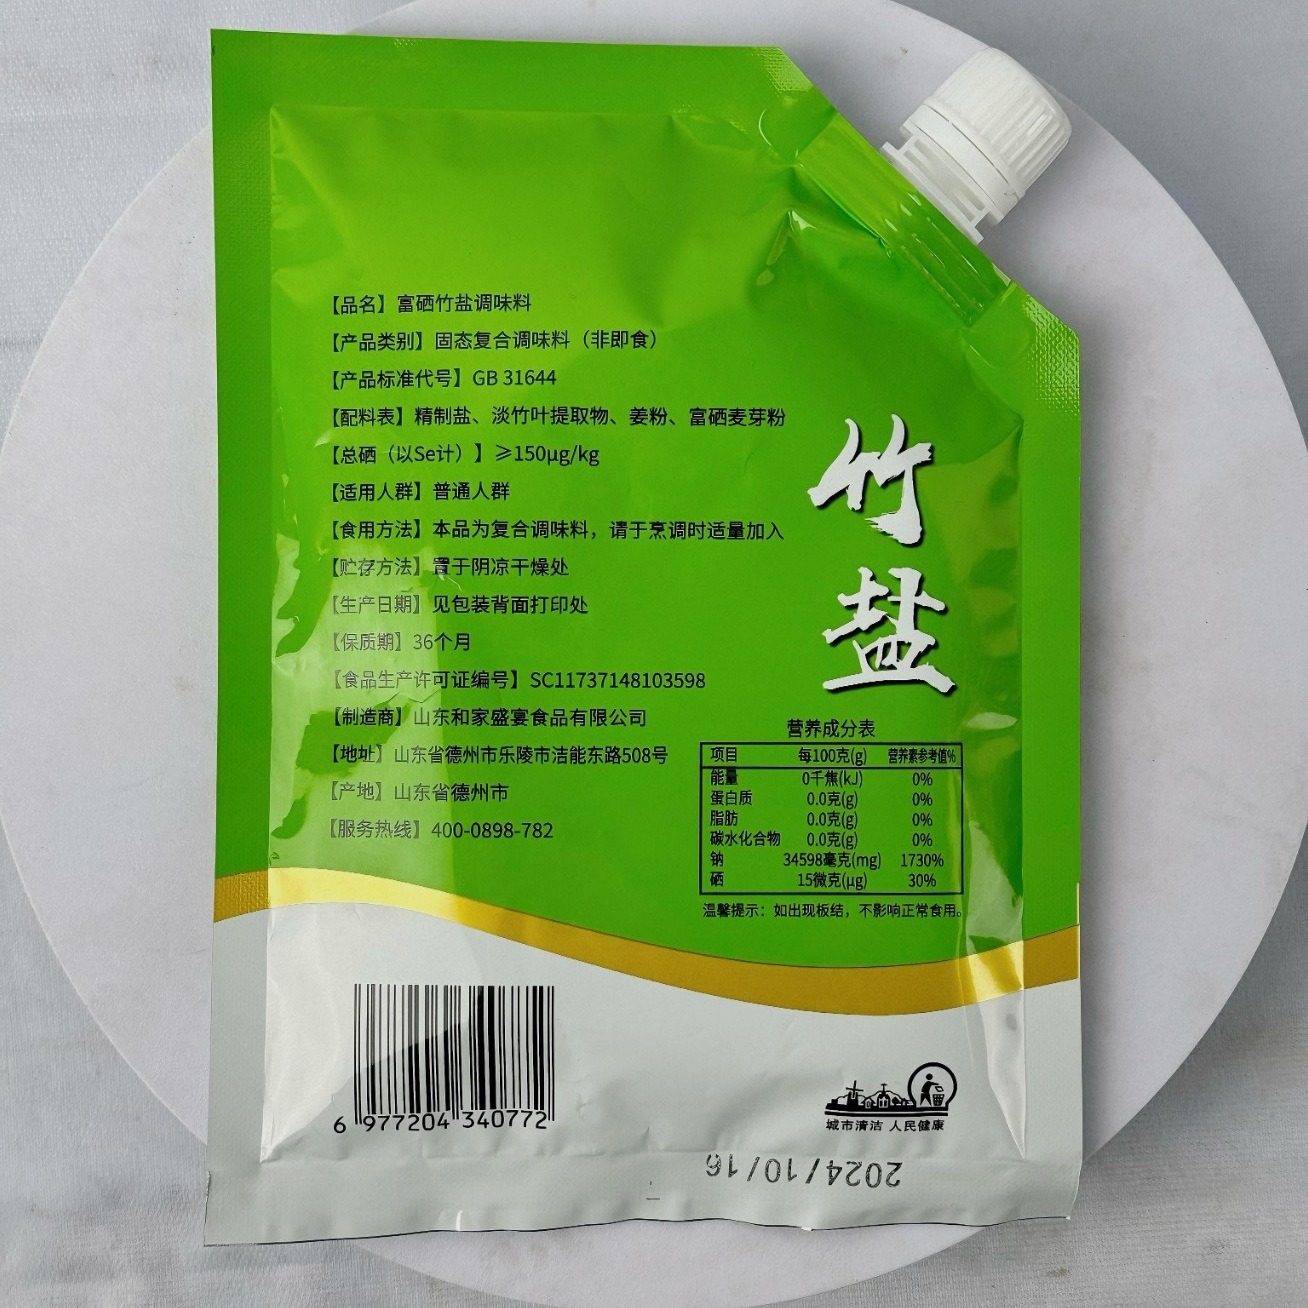 【品名】富硒竹盐调味料
【产品类别】固态复合调味料（非即食）
【产品标准代号】GB 31644
【配料表】精制盐、淡竹叶提取物、姜粉、富硒麦芽粉
【总硒（以Se计）】≥150μg/kg
【适用人群】普通人群
【食用方法】本品为复合调味料，请于烹调时适量加入
【贮存方法】置于阴凉干燥处
【生产日期】见包装背面打印处
【保质期】36个月
【食品生产许可证编号】SC11737148103598
【制造商】山东和家盛宴食品有限公司
【地址】山东省德州市乐陵市洁能东路508号
【产地】山东省德州市
【服务热线】400-0898-782
竹
盐
营养成分表
项目 每100克(g) 营养素参考值%
能量 0千焦(kJ) 0%
蛋白质 0.0克(g) 0%
脂肪 0.0克(g) 0%
碳水化合物 0.0克(g) 0%
钠 34598毫克(mg) 1730%
硒 15微克(μg) 30%
温馨提示：如出现板结，不影响正常食用。
6 977204 340772
城市清洁 人民健康
2024/10/16